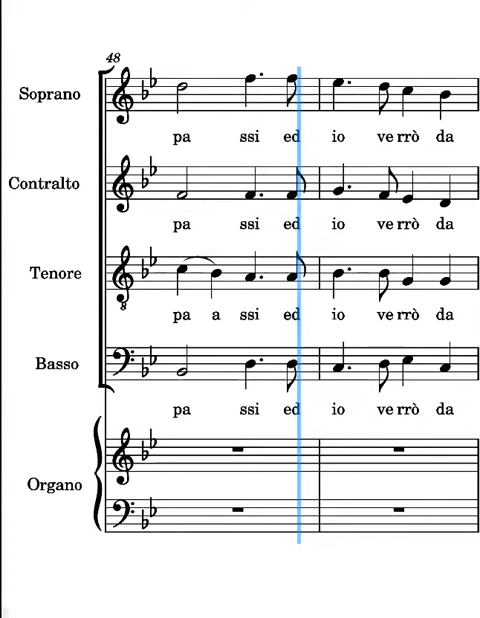 48
Soprano
pa ssi ed io ve rrò da
Contralto
pa ssi ed io ve rrò da
Tenore
pa a ssi ed io ve rrò da
8
Basso
pa ssi ed io ve rrò da
Organo